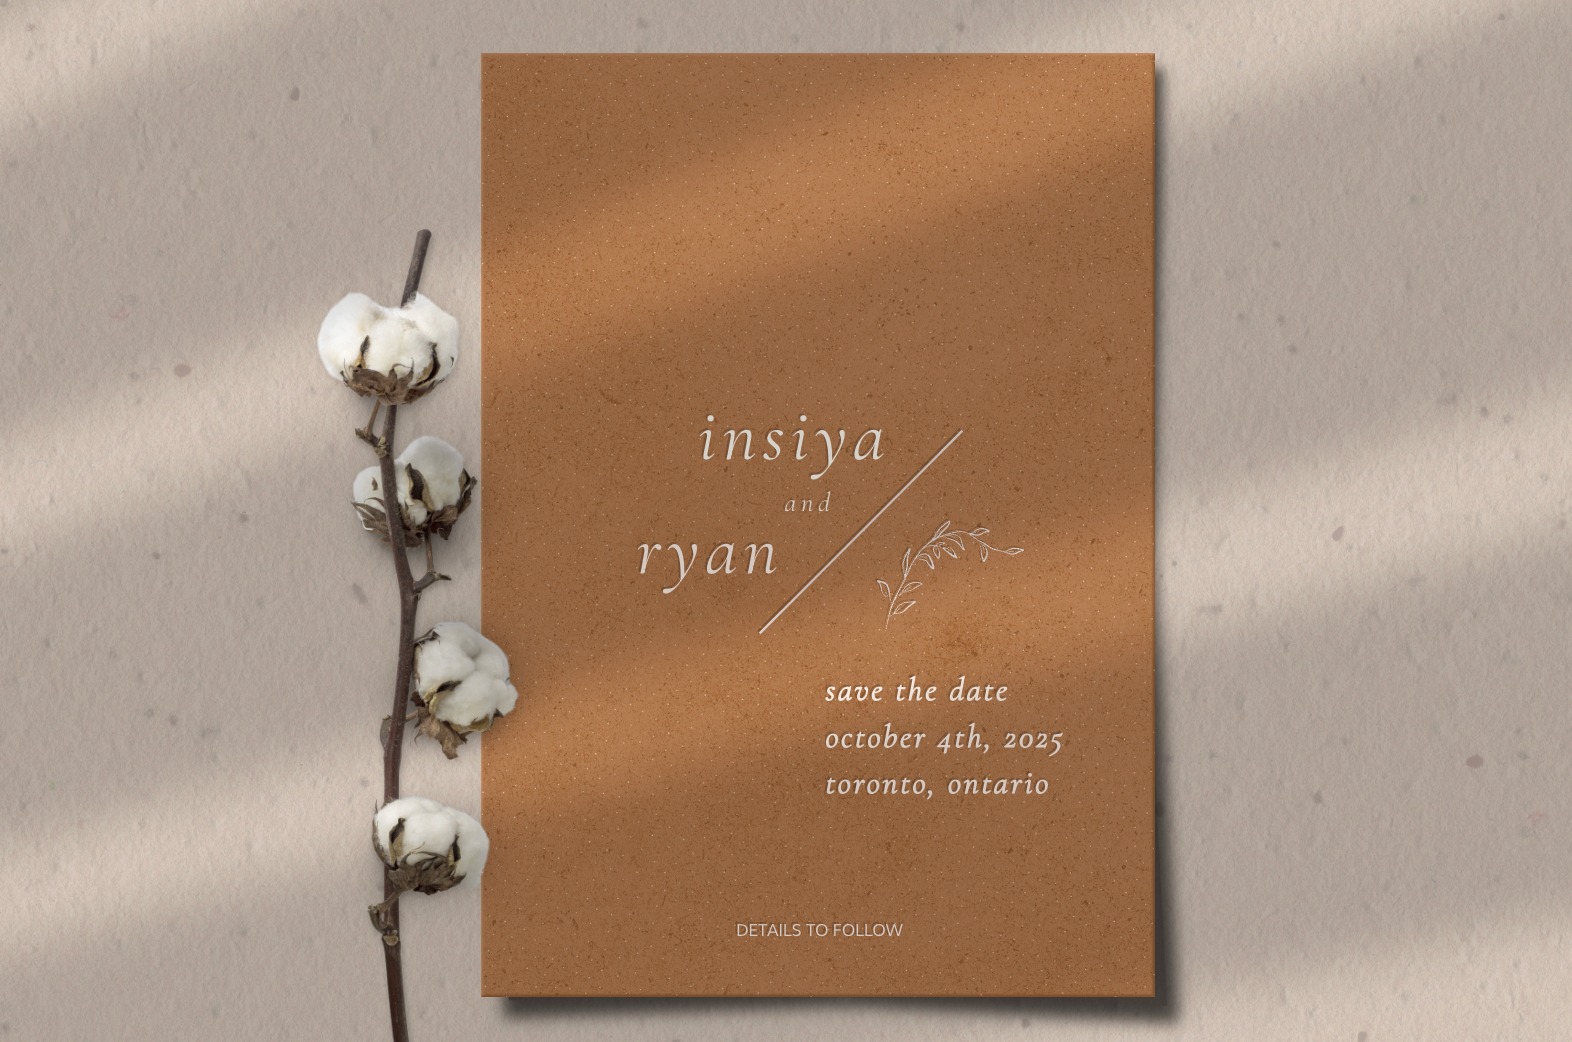 insiya
and
ryan
save the date
october 4th, 2025
toronto, ontario
DETAILS TO FOLLOW